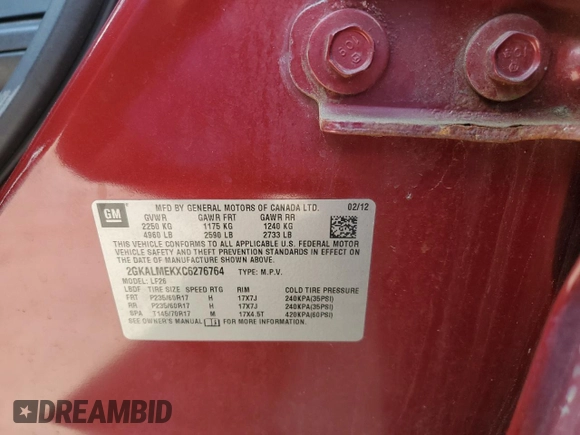 GM
MFD BY GENERAL MOTORS OF CANADA LTD. 02/12
GVWR GAWR FRT GAWR RR
2250 KG 1175 KG 1240 KG
4960 LB 2590 LB 2733 LB
THIS VEHICLE CONFORMS TO ALL APPLICABLE U.S. FEDERAL MOTOR
VEHICLE SAFETY AND THEFT PREVENTION STANDARDS IN EFFECT ON
THE DATE OF MANUFACTURE SHOWN ABOVE.
2GKALMEKXC6276764 TYPE: M.P.V.
MODEL: LF26
LBDF TIRE SIZE SPEED RTG RIM COLD TIRE PRESSURE
FRT P235/60R17 H 17X7J 240KPA(35PSI)
RR P235/60R17 H 17X7J 240KPA(35PSI)
SPA T145/70R17 M 17X4.5T 420KPA(60PSI)
SEE OWNER'S MANUAL FOR MORE INFORMATION.
DREAMBID